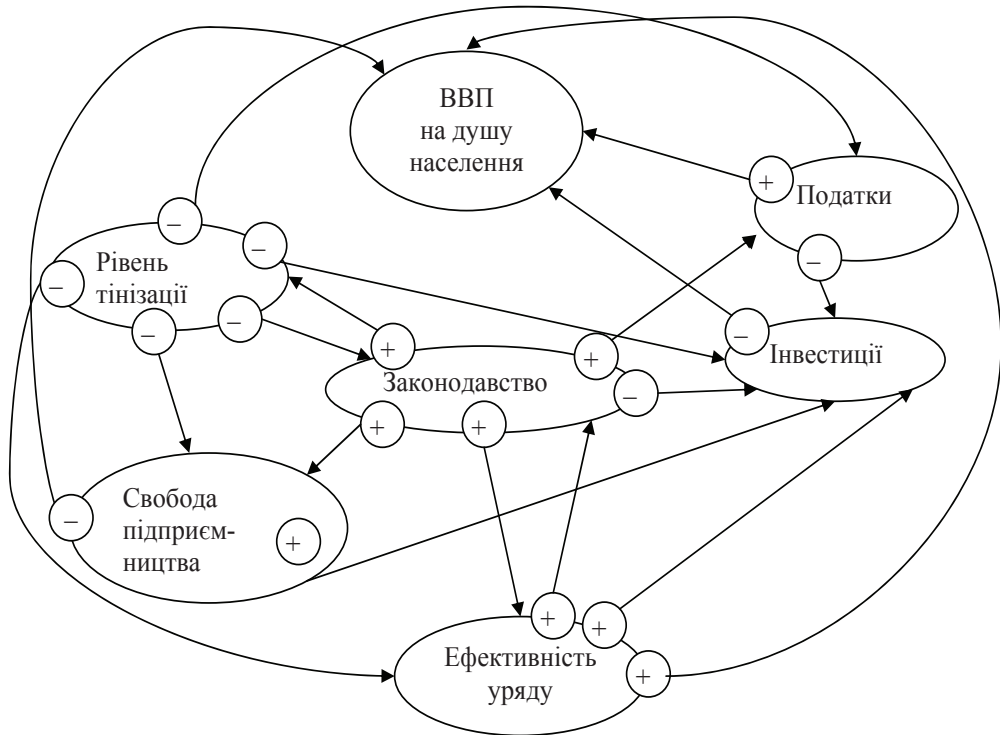 ВВП
на душу
населення
+
Податки
−
−
−
Рівень
тінізації
−
−
−
−
Інвестиції
+
+
Законодавство
−
+
+
Свобода
підприєм-
ництва
−
+
+
+
Ефективність
уряду
+